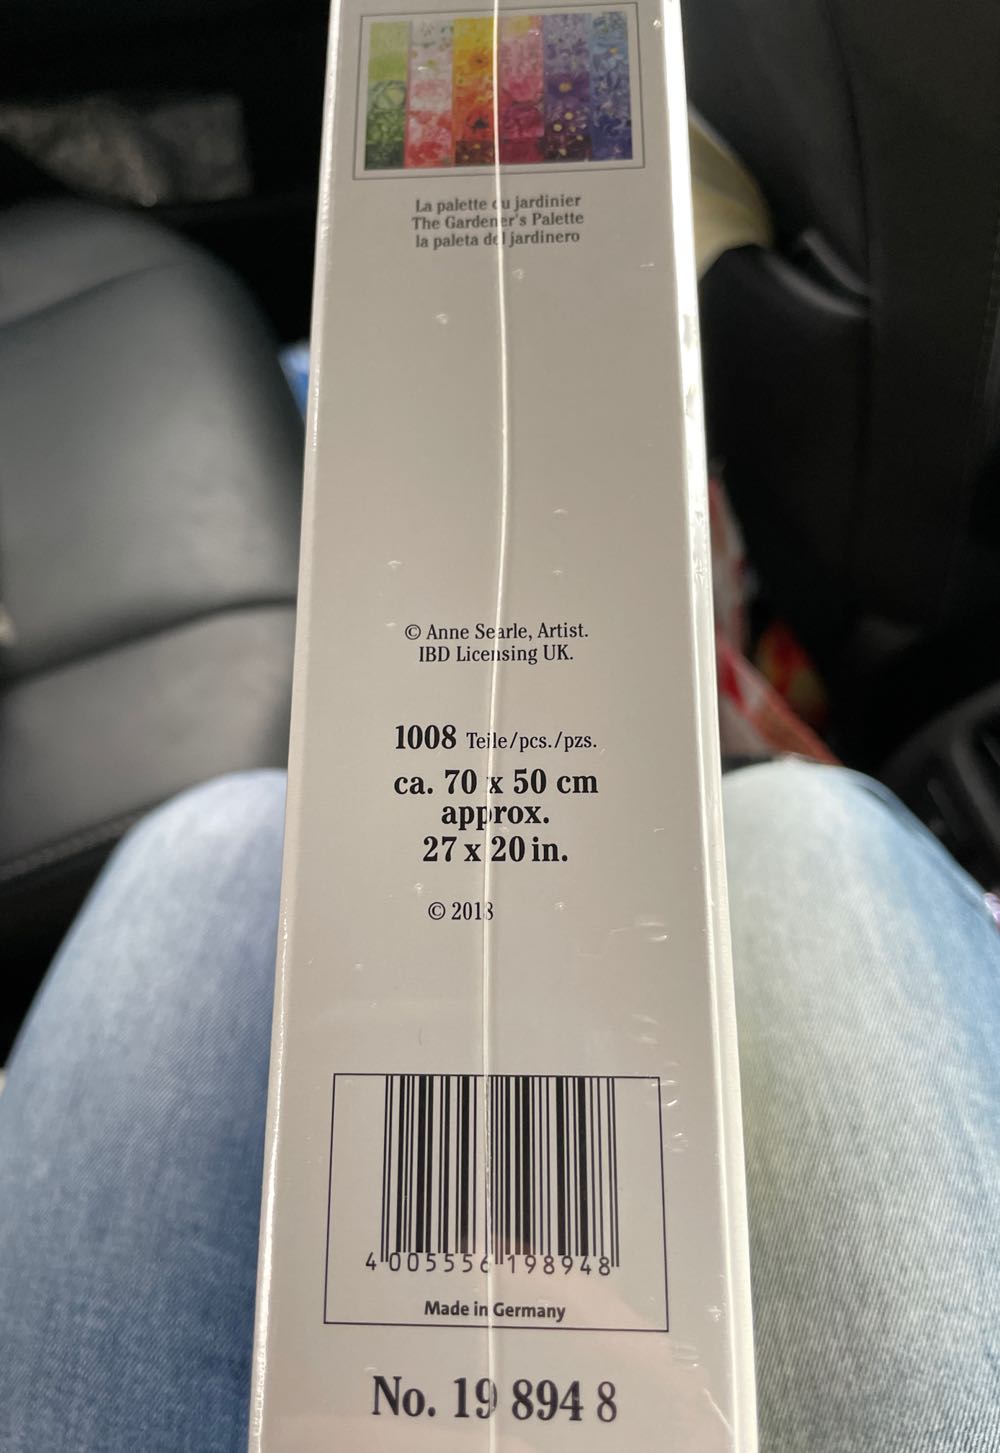 La palette du jardinier
The Gardener's Palette
la paleta del jardinero
© Anne Searle, Artist.
IBD Licensing UK.
1008 Teile/pcs./pzs.
ca. 70 x 50 cm
approx.
27 x 20 in.
© 2018
4 005556 198948
Made in Germany
No. 19 894 8